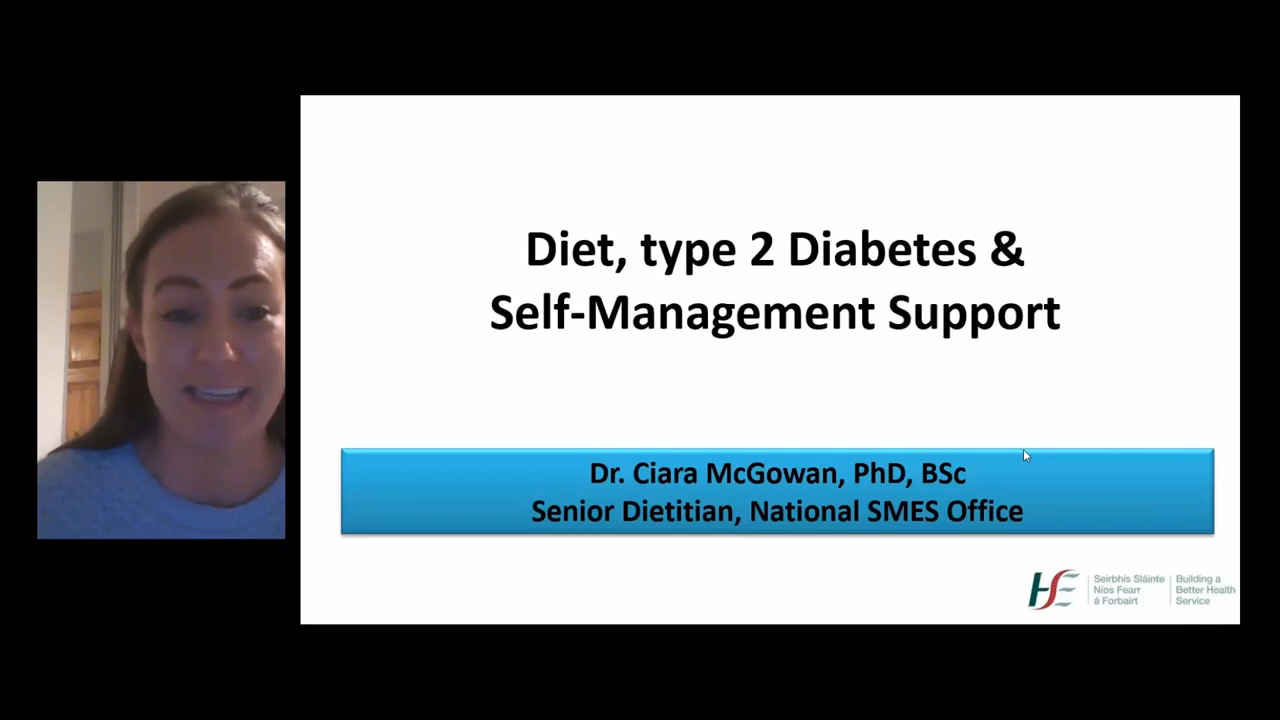 Diet, type 2 Diabetes &
Self-Management Support
Dr. Ciara McGowan, PhD, BSc
Senior Dietitian, National SMES Office
HSE
Seirbhís Sláinte
Níos Fearr
á Forbairt
Building a
Better Health
Service